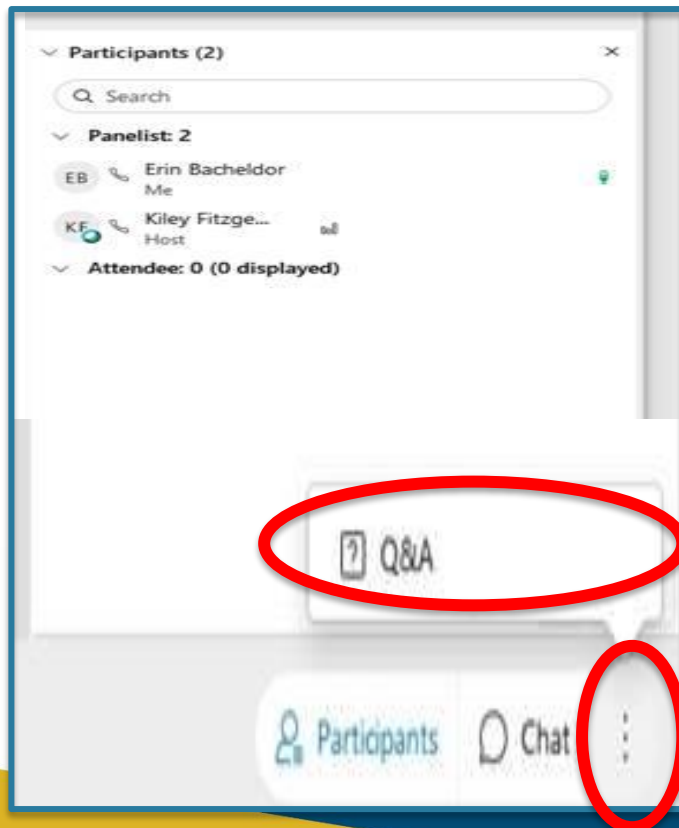 Participants (2)
Search
Panelist: 2
EB Erin Bacheldor
Me
KF Kiley Fitzge...
Host
Attendee: 0 (0 displayed)
? Q&A
Participants Chat